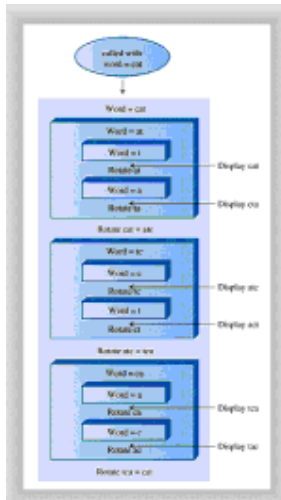 called with
word = cat
Word = cat
Word = at
Word = t
Display cat
Rotate at
Word = a
Display cta
Rotate ta
Rotate cat = atc
Word = tc
Word = c
Display atc
Rotate tc
Word = t
Display act
Rotate ct
Rotate atc = tca
Word = ca
Word = a
Display tca
Rotate ca
Word = c
Display tac
Rotate ac
Rotate tca = cat